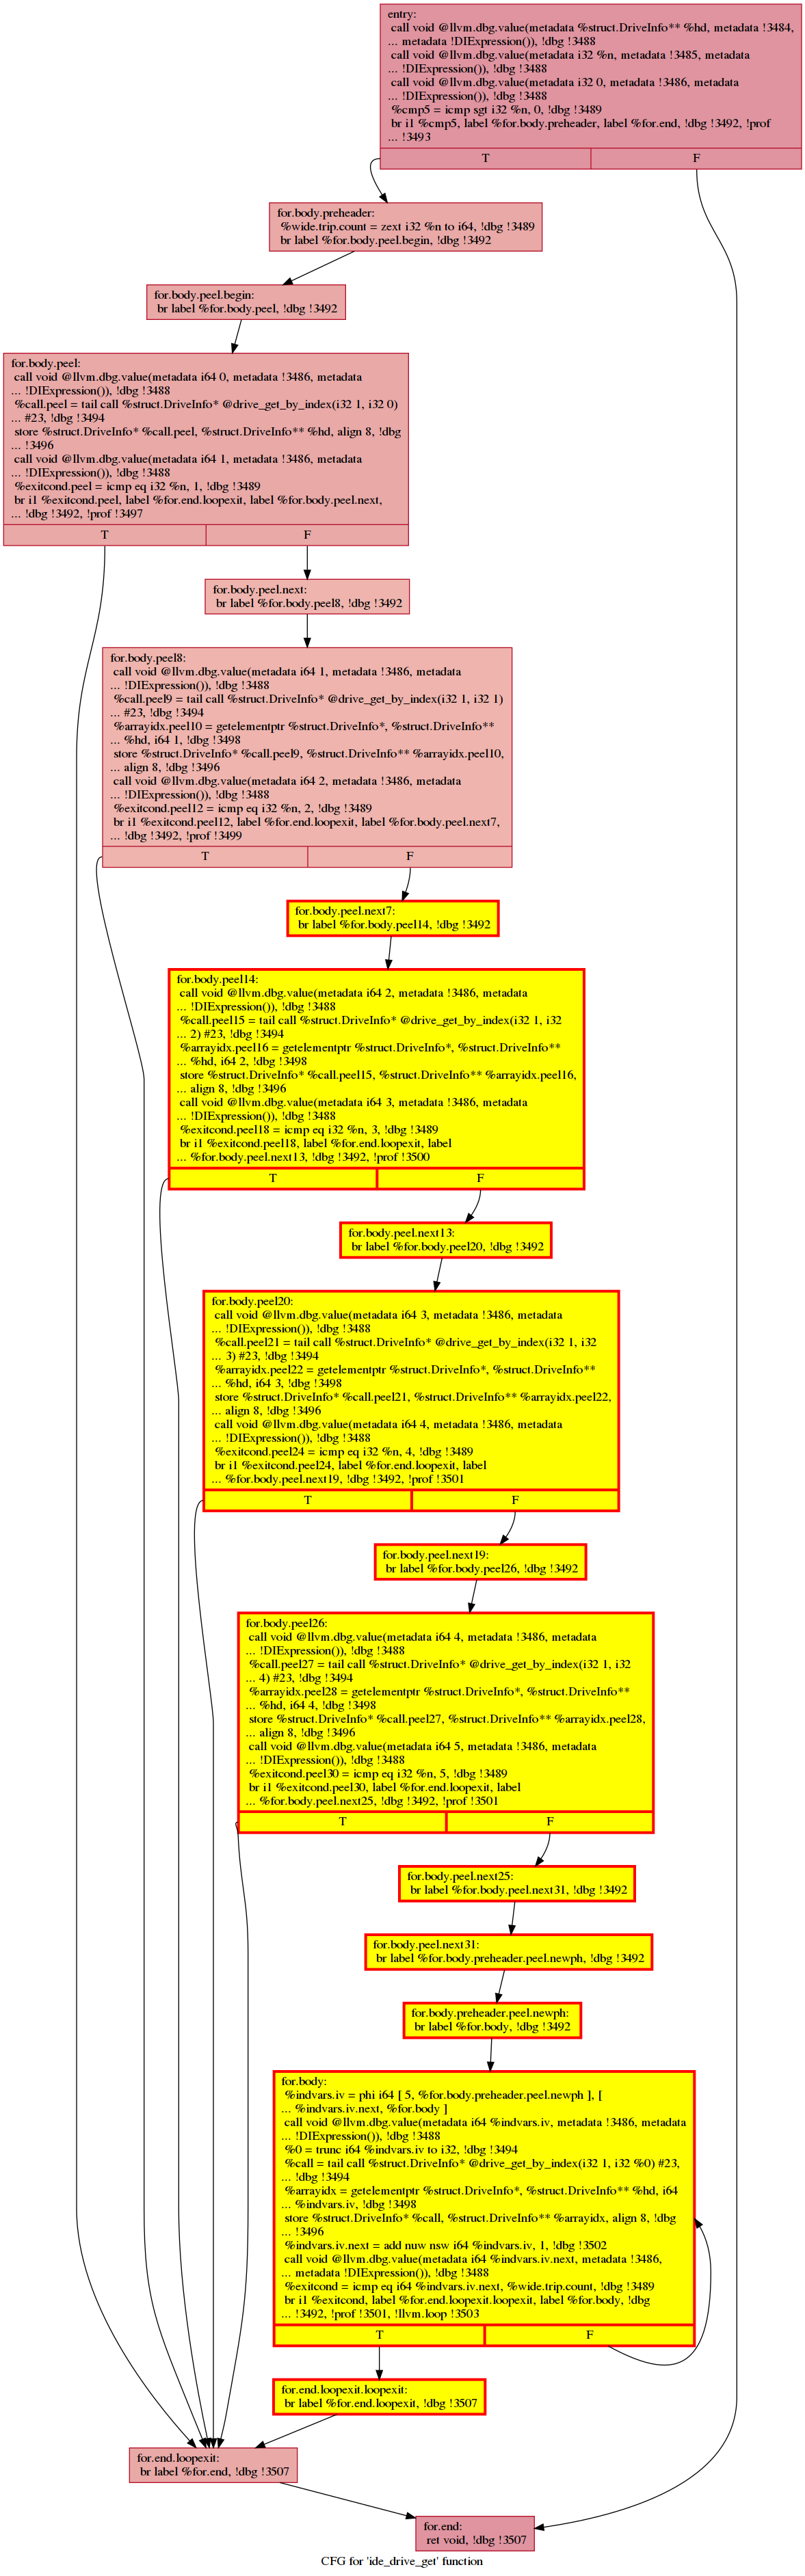 entry:
call void @llvm.dbg.value(metadata %struct.DriveInfo** %hd, metadata !3484,
... metadata !DIExpression()), !dbg !3488
call void @llvm.dbg.value(metadata i32 %n, metadata !3485, metadata
... !DIExpression()), !dbg !3488
call void @llvm.dbg.value(metadata i32 0, metadata !3486, metadata
... !DIExpression()), !dbg !3488
%cmp5 = icmp sgt i32 %n, 0, !dbg !3489
br i1 %cmp5, label %for.body.preheader, label %for.end, !dbg !3492, !prof
... !3493
T F
for.body.preheader:
%wide.trip.count = zext i32 %n to i64, !dbg !3489
br label %for.body.peel.begin, !dbg !3492
for.body.peel.begin:
br label %for.body.peel, !dbg !3492
for.body.peel:
call void @llvm.dbg.value(metadata i64 0, metadata !3486, metadata
... !DIExpression()), !dbg !3488
%call.peel = tail call %struct.DriveInfo* @drive_get_by_index(i32 1, i32 0)
... #23, !dbg !3494
store %struct.DriveInfo* %call.peel, %struct.DriveInfo** %hd, align 8, !dbg
... !3496
call void @llvm.dbg.value(metadata i64 1, metadata !3486, metadata
... !DIExpression()), !dbg !3488
%exitcond.peel = icmp eq i32 %n, 1, !dbg !3489
br i1 %exitcond.peel, label %for.end.loopexit, label %for.body.peel.next,
... !dbg !3492, !prof !3497
T F
for.body.peel.next:
br label %for.body.peel8, !dbg !3492
for.body.peel8:
call void @llvm.dbg.value(metadata i64 1, metadata !3486, metadata
... !DIExpression()), !dbg !3488
%call.peel9 = tail call %struct.DriveInfo* @drive_get_by_index(i32 1, i32 1)
... #23, !dbg !3494
%arrayidx.peel10 = getelementptr %struct.DriveInfo*, %struct.DriveInfo**
... %hd, i64 1, !dbg !3498
store %struct.DriveInfo* %call.peel9, %struct.DriveInfo** %arrayidx.peel10,
... align 8, !dbg !3496
call void @llvm.dbg.value(metadata i64 2, metadata !3486, metadata
... !DIExpression()), !dbg !3488
%exitcond.peel12 = icmp eq i32 %n, 2, !dbg !3489
br i1 %exitcond.peel12, label %for.end.loopexit, label %for.body.peel.next7,
... !dbg !3492, !prof !3499
T F
for.body.peel.next7:
br label %for.body.peel14, !dbg !3492
for.body.peel14:
call void @llvm.dbg.value(metadata i64 2, metadata !3486, metadata
... !DIExpression()), !dbg !3488
%call.peel15 = tail call %struct.DriveInfo* @drive_get_by_index(i32 1, i32
... 2) #23, !dbg !3494
%arrayidx.peel16 = getelementptr %struct.DriveInfo*, %struct.DriveInfo**
... %hd, i64 2, !dbg !3498
store %struct.DriveInfo* %call.peel15, %struct.DriveInfo** %arrayidx.peel16,
... align 8, !dbg !3496
call void @llvm.dbg.value(metadata i64 3, metadata !3486, metadata
... !DIExpression()), !dbg !3488
%exitcond.peel18 = icmp eq i32 %n, 3, !dbg !3489
br i1 %exitcond.peel18, label %for.end.loopexit, label
... %for.body.peel.next13, !dbg !3492, !prof !3500
T F
for.body.peel.next13:
br label %for.body.peel20, !dbg !3492
for.body.peel20:
call void @llvm.dbg.value(metadata i64 3, metadata !3486, metadata
... !DIExpression()), !dbg !3488
%call.peel21 = tail call %struct.DriveInfo* @drive_get_by_index(i32 1, i32
... 3) #23, !dbg !3494
%arrayidx.peel22 = getelementptr %struct.DriveInfo*, %struct.DriveInfo**
... %hd, i64 3, !dbg !3498
store %struct.DriveInfo* %call.peel21, %struct.DriveInfo** %arrayidx.peel22,
... align 8, !dbg !3496
call void @llvm.dbg.value(metadata i64 4, metadata !3486, metadata
... !DIExpression()), !dbg !3488
%exitcond.peel24 = icmp eq i32 %n, 4, !dbg !3489
br i1 %exitcond.peel24, label %for.end.loopexit, label
... %for.body.peel.next19, !dbg !3492, !prof !3501
T F
for.body.peel.next19:
br label %for.body.peel26, !dbg !3492
for.body.peel26:
call void @llvm.dbg.value(metadata i64 4, metadata !3486, metadata
... !DIExpression()), !dbg !3488
%call.peel27 = tail call %struct.DriveInfo* @drive_get_by_index(i32 1, i32
... 4) #23, !dbg !3494
%arrayidx.peel28 = getelementptr %struct.DriveInfo*, %struct.DriveInfo**
... %hd, i64 4, !dbg !3498
store %struct.DriveInfo* %call.peel27, %struct.DriveInfo** %arrayidx.peel28,
... align 8, !dbg !3496
call void @llvm.dbg.value(metadata i64 5, metadata !3486, metadata
... !DIExpression()), !dbg !3488
%exitcond.peel30 = icmp eq i32 %n, 5, !dbg !3489
br i1 %exitcond.peel30, label %for.end.loopexit, label
... %for.body.peel.next25, !dbg !3492, !prof !3501
T F
for.body.peel.next25:
br label %for.body.peel.next31, !dbg !3492
for.body.peel.next31:
br label %for.body.preheader.peel.newph, !dbg !3492
for.body.preheader.peel.newph:
br label %for.body, !dbg !3492
for.body:
%indvars.iv = phi i64 [ 5, %for.body.preheader.peel.newph ], [
... %indvars.iv.next, %for.body ]
call void @llvm.dbg.value(metadata i64 %indvars.iv, metadata !3486, metadata
... !DIExpression()), !dbg !3488
%0 = trunc i64 %indvars.iv to i32, !dbg !3494
%call = tail call %struct.DriveInfo* @drive_get_by_index(i32 1, i32 %0) #23,
... !dbg !3494
%arrayidx = getelementptr %struct.DriveInfo*, %struct.DriveInfo** %hd, i64
... %indvars.iv, !dbg !3498
store %struct.DriveInfo* %call, %struct.DriveInfo** %arrayidx, align 8, !dbg
... !3496
%indvars.iv.next = add nuw nsw i64 %indvars.iv, 1, !dbg !3502
call void @llvm.dbg.value(metadata i64 %indvars.iv.next, metadata !3486,
... metadata !DIExpression()), !dbg !3488
%exitcond = icmp eq i64 %indvars.iv.next, %wide.trip.count, !dbg !3489
br i1 %exitcond, label %for.end.loopexit.loopexit, label %for.body, !dbg
... !3492, !prof !3501, !llvm.loop !3503
T F
for.end.loopexit.loopexit:
br label %for.end.loopexit, !dbg !3507
for.end.loopexit:
br label %for.end, !dbg !3507
for.end:
ret void, !dbg !3507
CFG for 'ide_drive_get' function